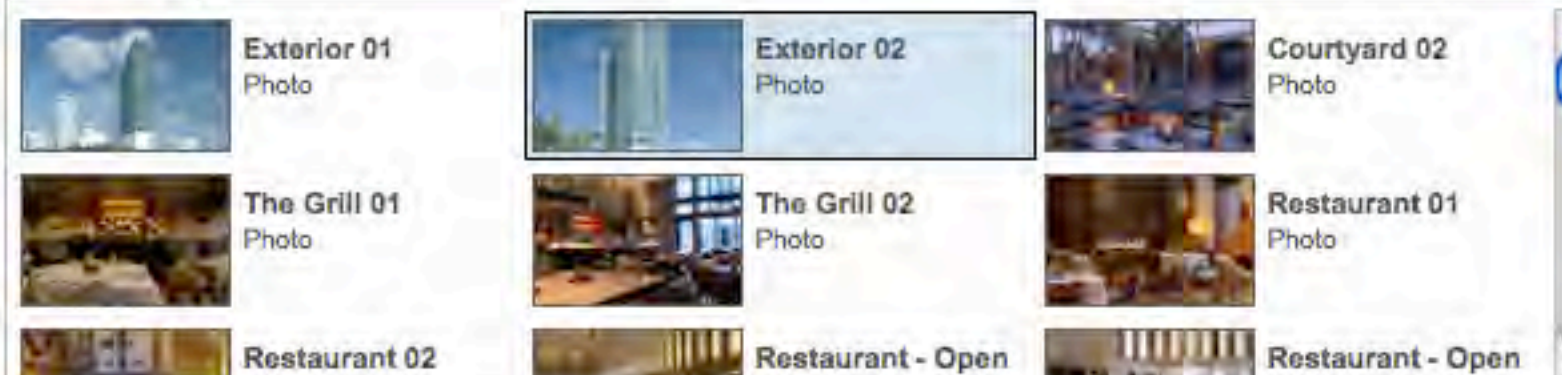 Exterior 01
Photo
Exterior 02
Photo
Courtyard 02
Photo
The Grill 01
Photo
The Grill 02
Photo
Restaurant 01
Photo
Restaurant 02
Restaurant - Open
Restaurant - Open